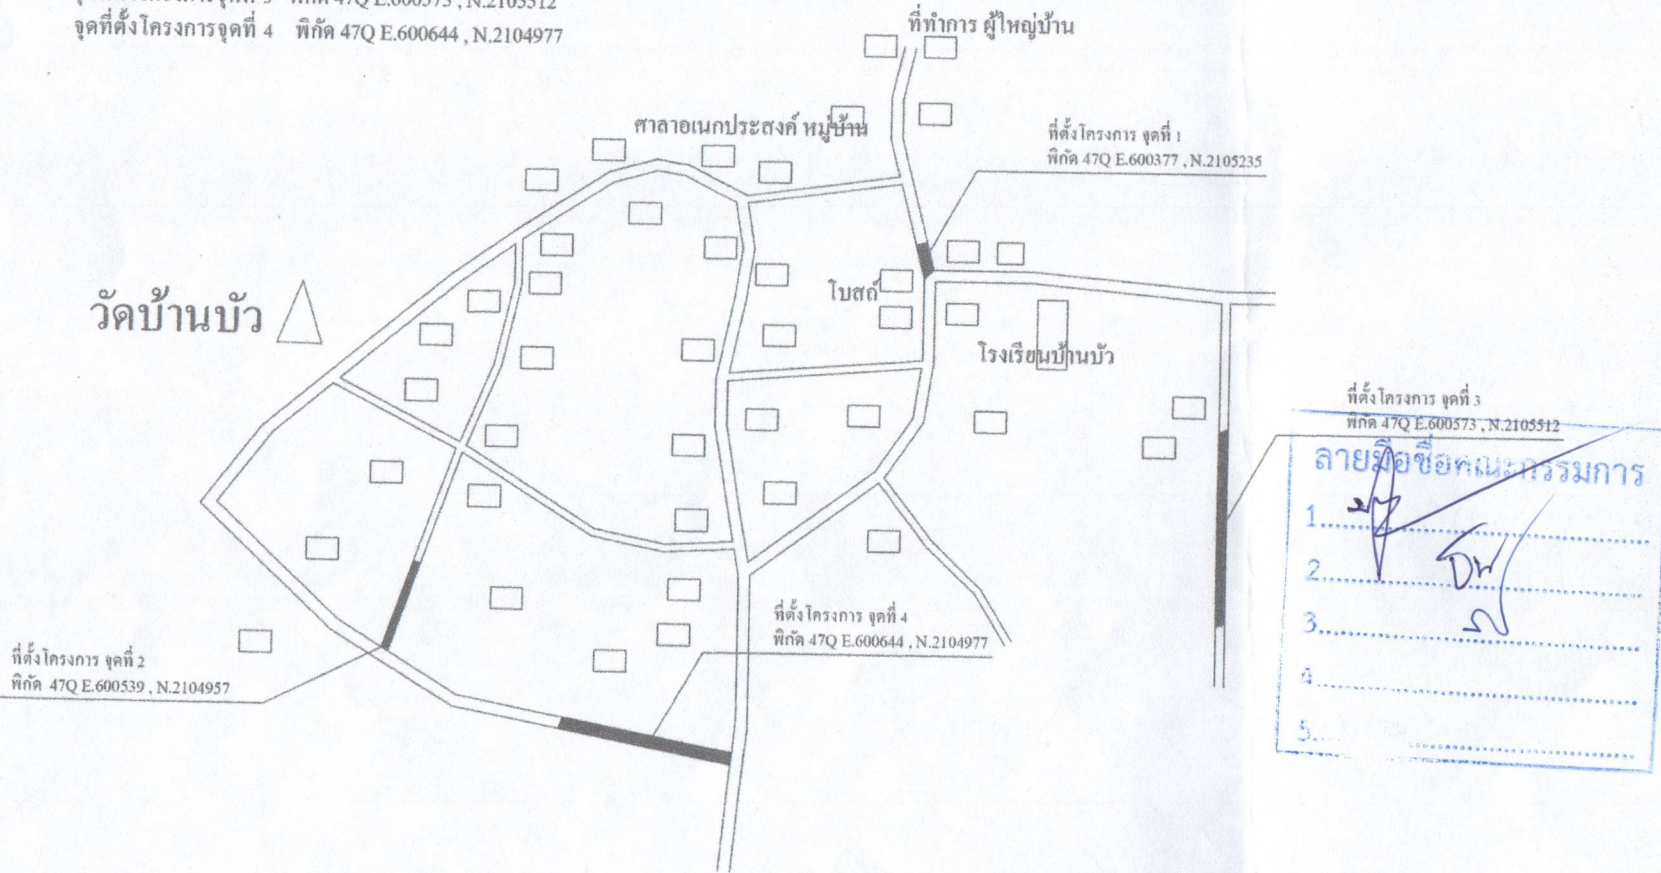 พิกัด 47Q E.600573 , N.2105512
จุดที่ตั้งโครงการจุดที่ 4 พิกัด 47Q E.600644 , N.2104977
ที่ทำการ ผู้ใหญ่บ้าน
ศาลาอเนกประสงค์ หมู่บ้าน
ที่ตั้งโครงการ จุดที่ 1
พิกัด 47Q E.600377 , N.2105235
วัดบ้านบัว
โบสถ์
โรงเรียนบ้านบัว
ที่ตั้งโครงการ จุดที่ 3
พิกัด 47Q E.600573 , N.2105512
ลายมือชื่อคณะกรรมการ
1
2
3
4
5
ที่ตั้งโครงการ จุดที่ 4
พิกัด 47Q E.600644 , N.2104977
ที่ตั้งโครงการ จุดที่ 2
พิกัด 47Q E.600539 , N.2104957